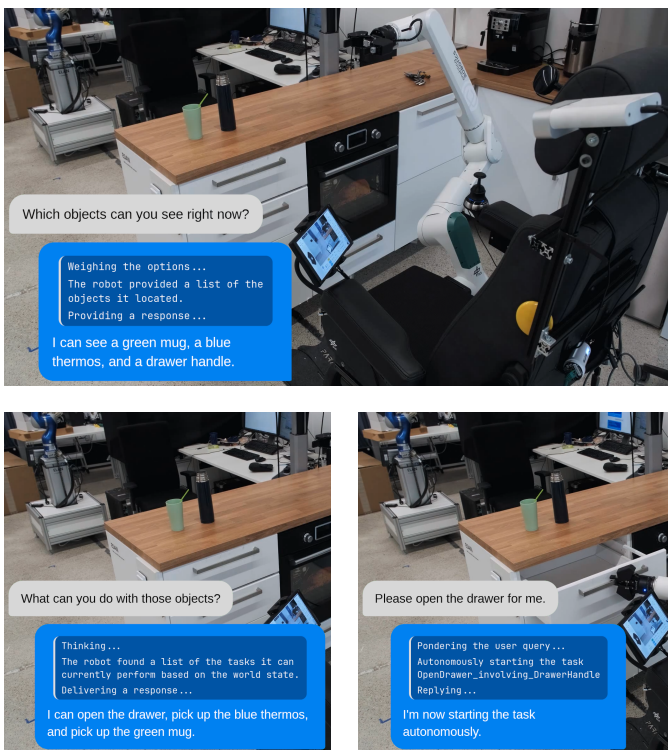 Which objects can you see right now?
Weighing the options...
The robot provided a list of the
objects it located.
Providing a response...
I can see a green mug, a blue
thermos, and a drawer handle.
What can you do with those objects?
Thinking...
The robot found a list of the tasks it can
currently perform based on the world state.
Delivering a response...
I can open the drawer, pick up the blue thermos,
and pick up the green mug.
Please open the drawer for me.
Pondering the user query...
Autonomously starting the task
OpenDrawer_involving_DrawerHandle
Replying...
I'm now starting the task
autonomously.